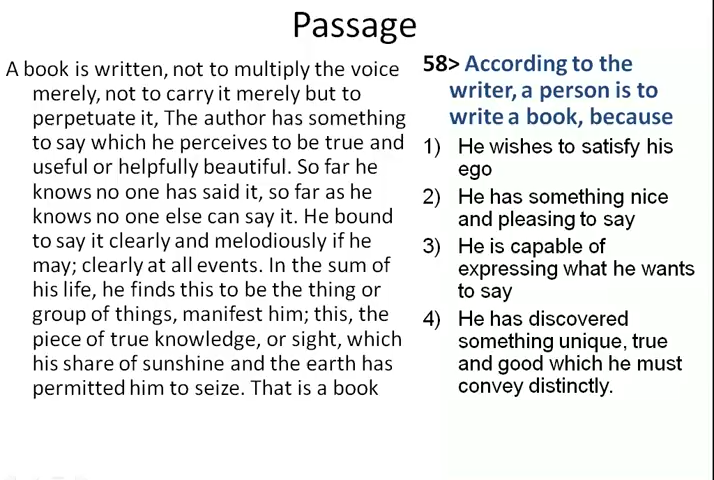 Passage
A book is written, not to multiply the voice
merely, not to carry it merely but to
perpetuate it, The author has something
to say which he perceives to be true and
useful or helpfully beautiful. So far he
knows no one has said it, so far as he
knows no one else can say it. He bound
to say it clearly and melodiously if he
may; clearly at all events. In the sum of
his life, he finds this to be the thing or
group of things, manifest him; this, the
piece of true knowledge, or sight, which
his share of sunshine and the earth has
permitted him to seize. That is a book
58> According to the
writer, a person is to
write a book, because
1) He wishes to satisfy his
ego
2) He has something nice
and pleasing to say
3) He is capable of
expressing what he wants
to say
4) He has discovered
something unique, true
and good which he must
convey distinctly.